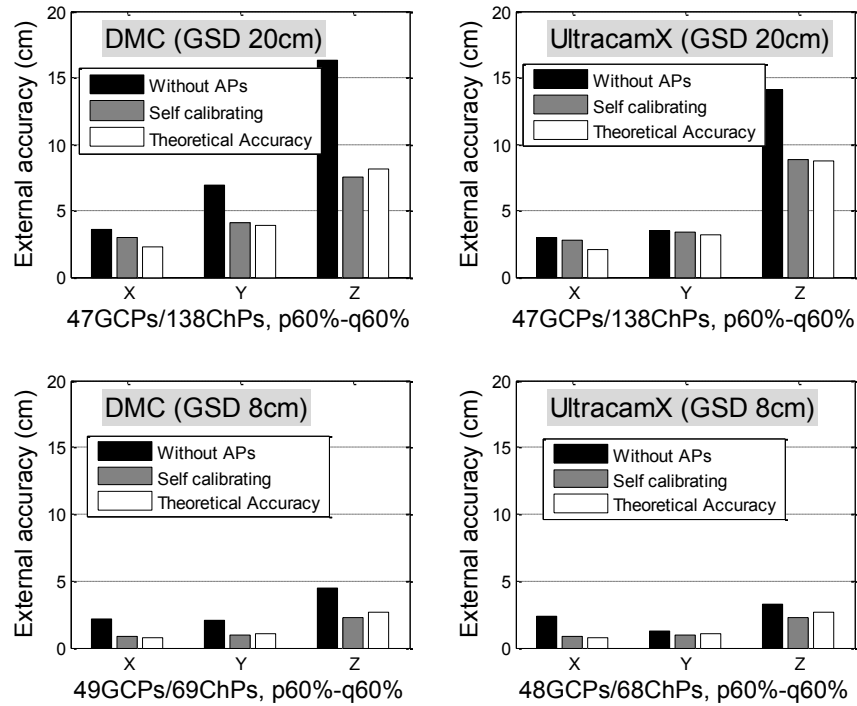 DMC (GSD 20cm)
External accuracy (cm)
20
15
10
5
0
Without APs
Self calibrating
Theoretical Accuracy
X Y Z
47GCPs/138ChPs, p60%-q60%
UltracamX (GSD 20cm)
External accuracy (cm)
20
15
10
5
0
Without APs
Self calibrating
Theoretical Accuracy
X Y Z
47GCPs/138ChPs, p60%-q60%
DMC (GSD 8cm)
External accuracy (cm)
20
15
10
5
0
Without APs
Self calibrating
Theoretical Accuracy
X Y Z
49GCPs/69ChPs, p60%-q60%
UltracamX (GSD 8cm)
External accuracy (cm)
20
15
10
5
0
Without APs
Self calibrating
Theoretical Accuracy
X Y Z
48GCPs/68ChPs, p60%-q60%